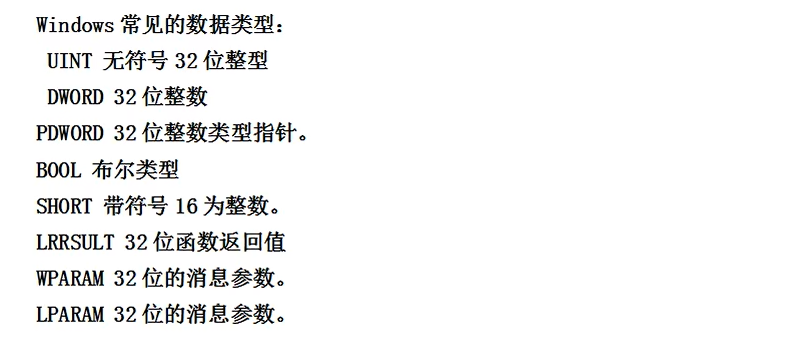 Windows 常见的数据类型：
UINT 无符号 32 位整型
DWORD 32 位整数
PDWORD 32 位整数类型指针。
BOOL 布尔类型
SHORT 带符号 16 为整数。
LRRSULT 32 位函数返回值
WPARAM 32 位的消息参数。
LPARAM 32 位的消息参数。